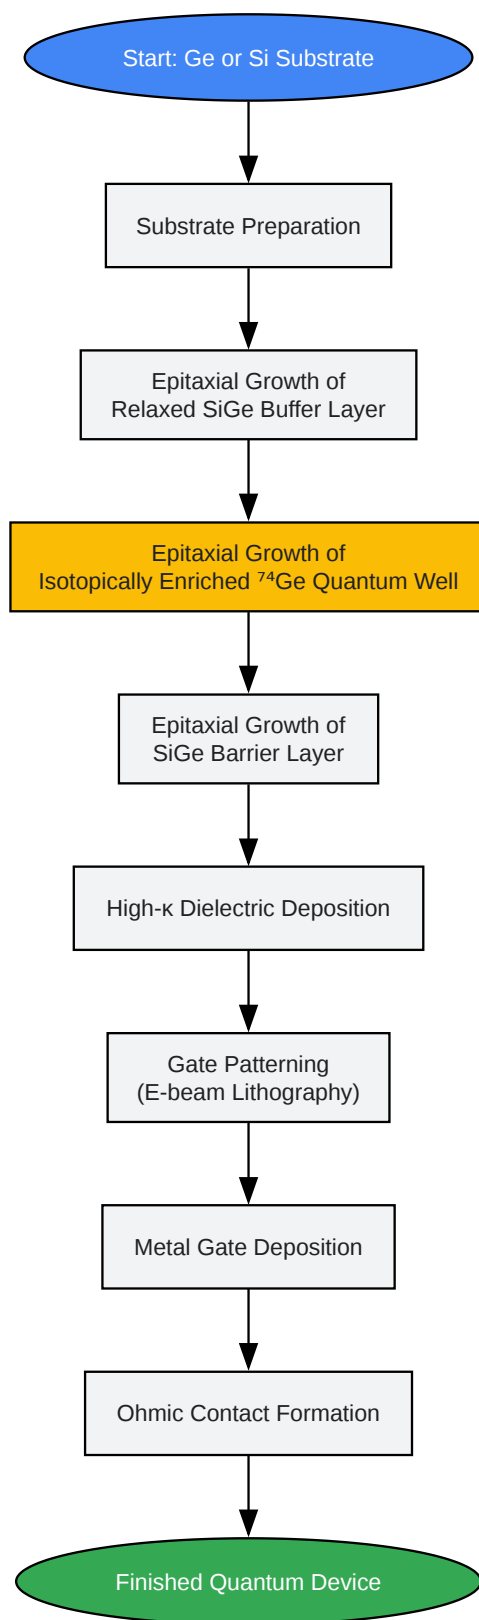 Start: Ge or Si Substrate
Substrate Preparation
Epitaxial Growth of
Relaxed SiGe Buffer Layer
Epitaxial Growth of
Isotopically Enriched ⁷⁴Ge Quantum Well
Epitaxial Growth of
SiGe Barrier Layer
High-κ Dielectric Deposition
Gate Patterning
(E-beam Lithography)
Metal Gate Deposition
Ohmic Contact Formation
Finished Quantum Device